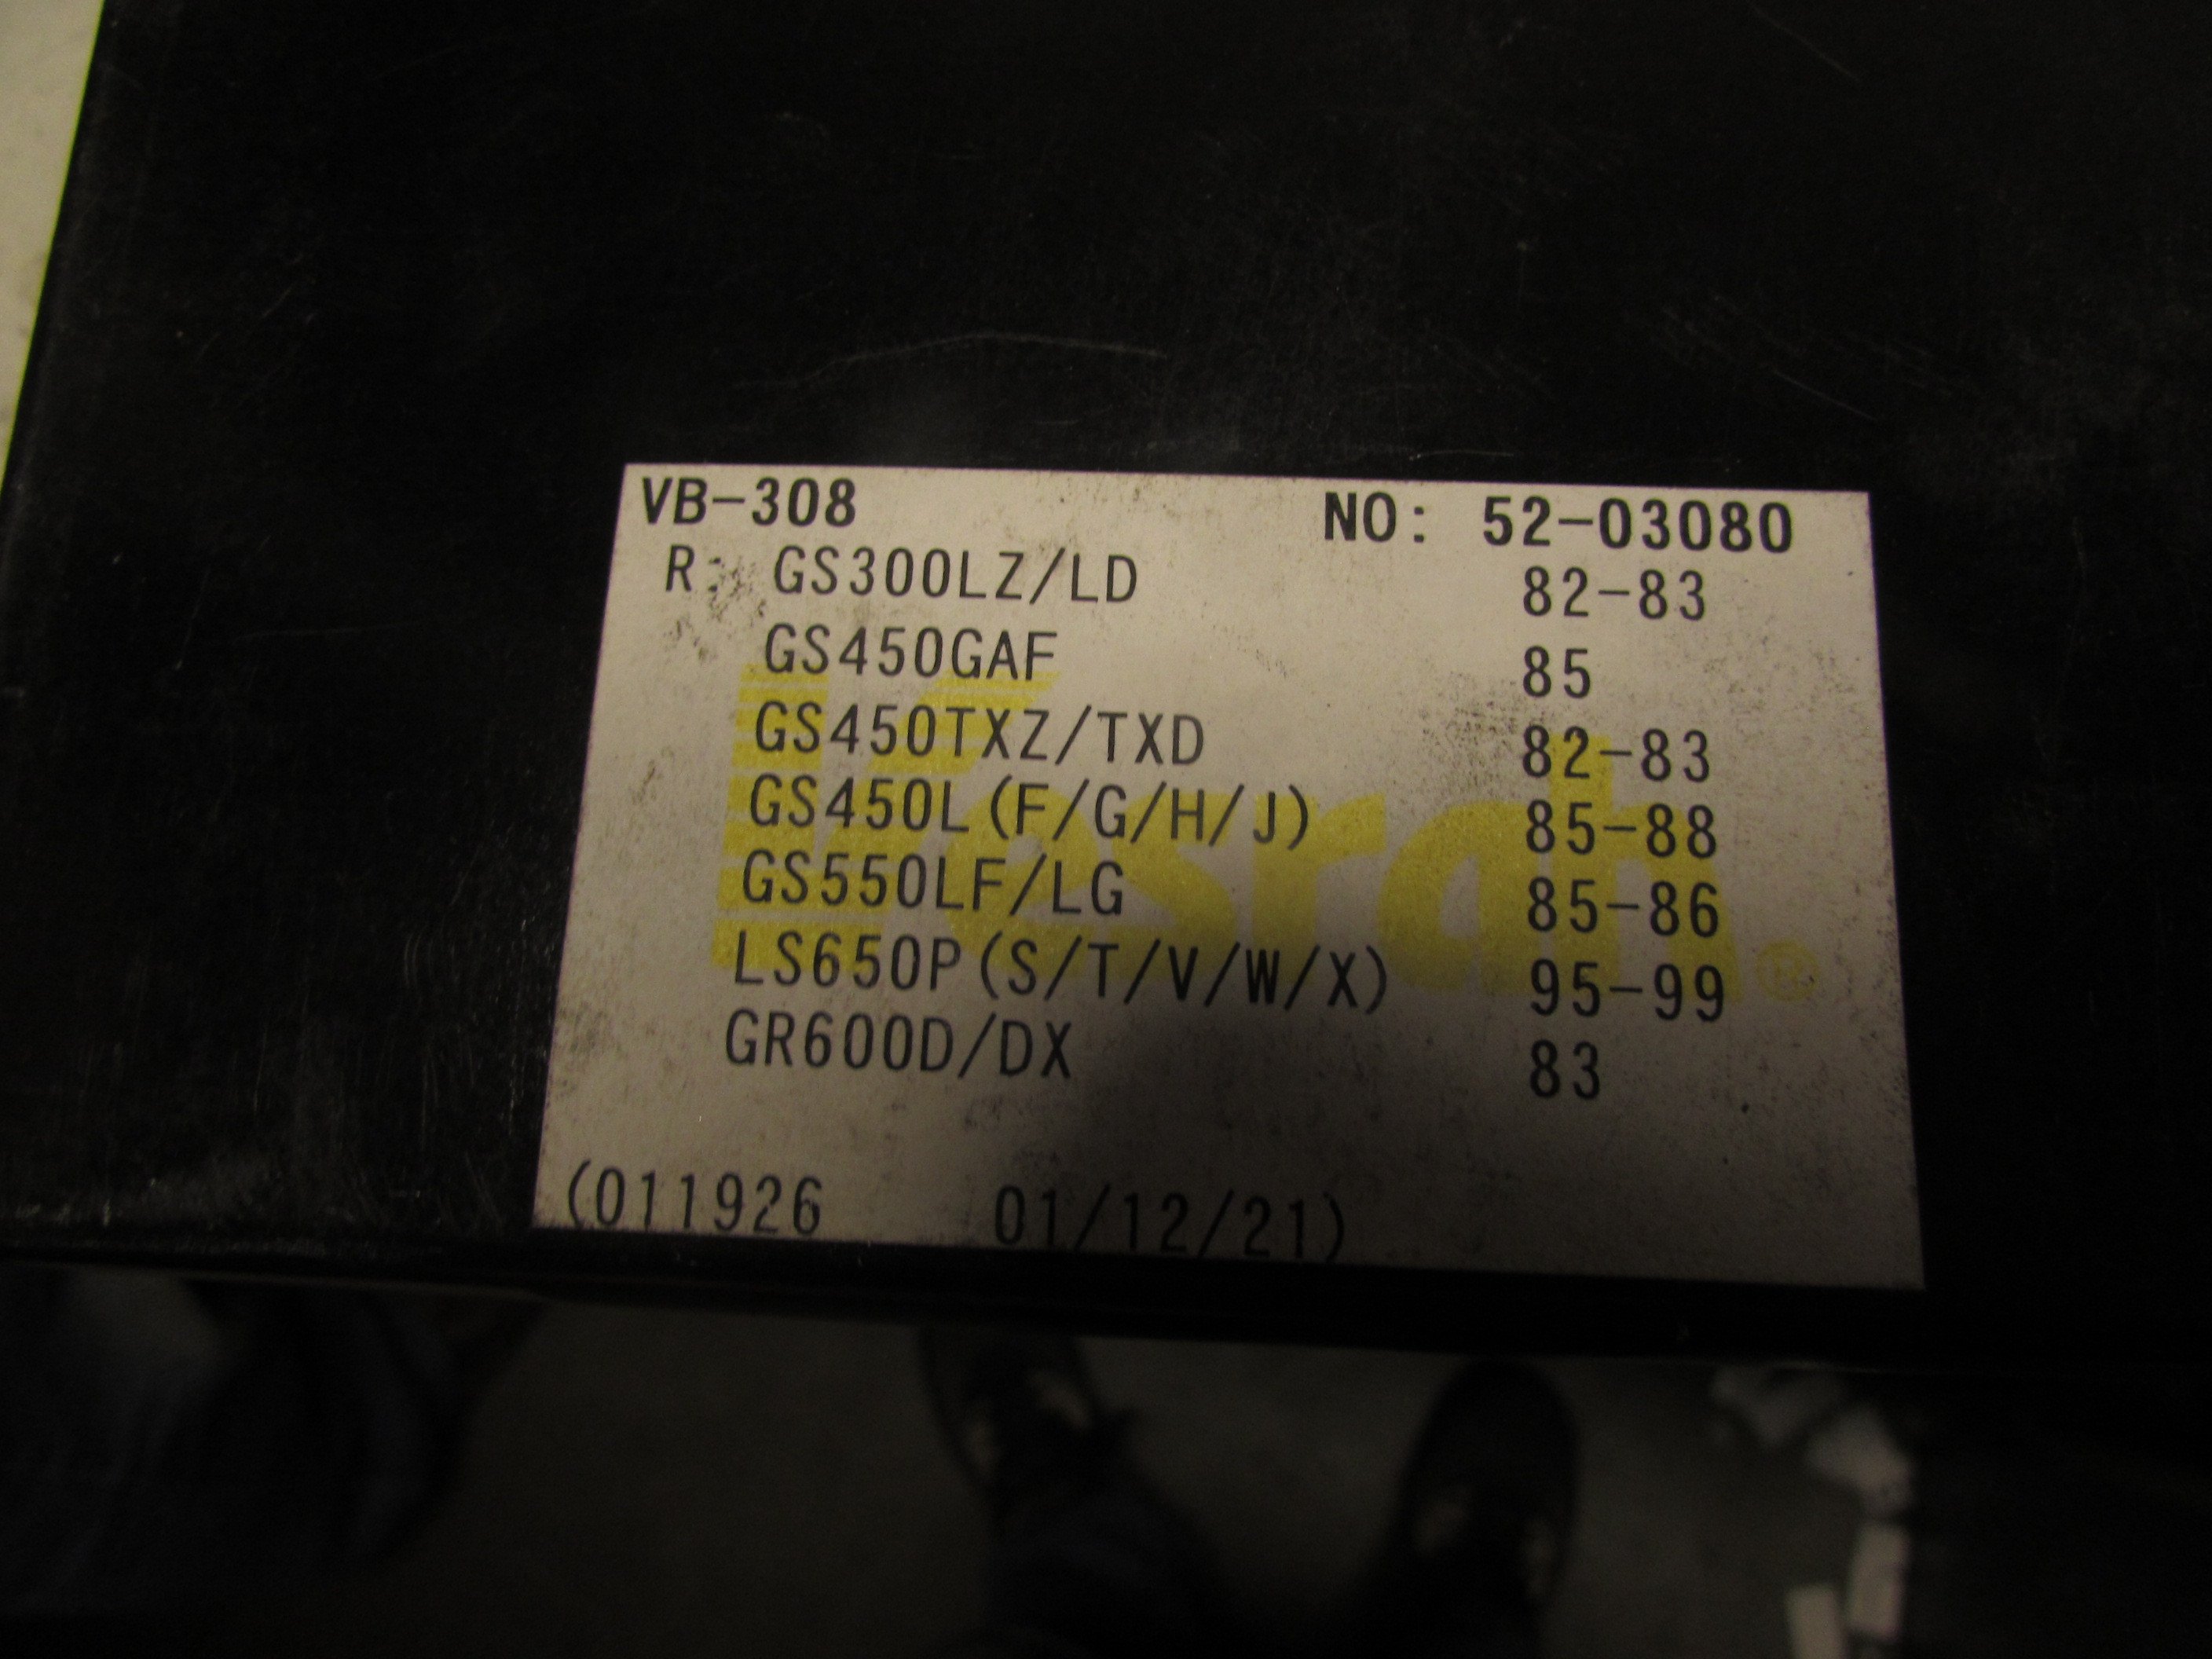 VB-308 NO: 52-03080
R: GS300LZ/LD 82-83
GS450GAF 85
GS450TXZ/TXD 82-83
GS450L(F/G/H/J) 85-88
GS550LF/LG 85-86
LS650P(S/T/V/W/X) 95-99
GR600D/DX 83
Vesrah®
(011926 01/12/21)